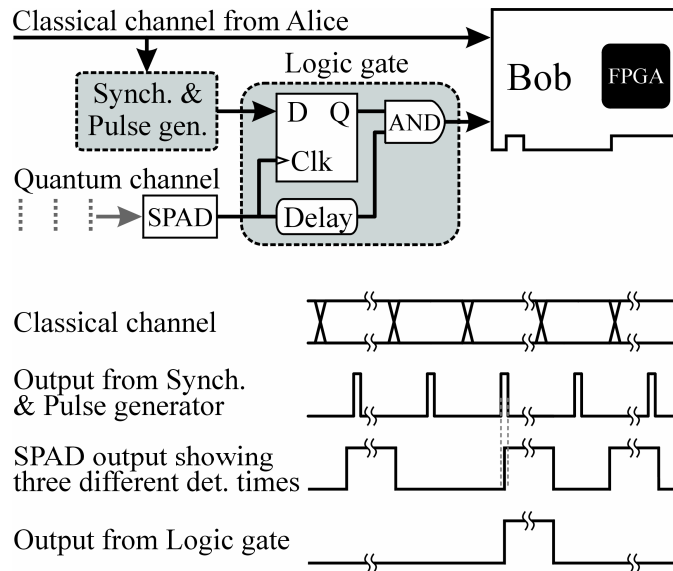 Classical channel from Alice
Logic gate
Synch. &
Pulse gen.
D Q
Clk
AND
Bob
FPGA
Quantum channel
SPAD
Delay
Classical channel
Output from Synch.
& Pulse generator
SPAD output showing
three different det. times
Output from Logic gate